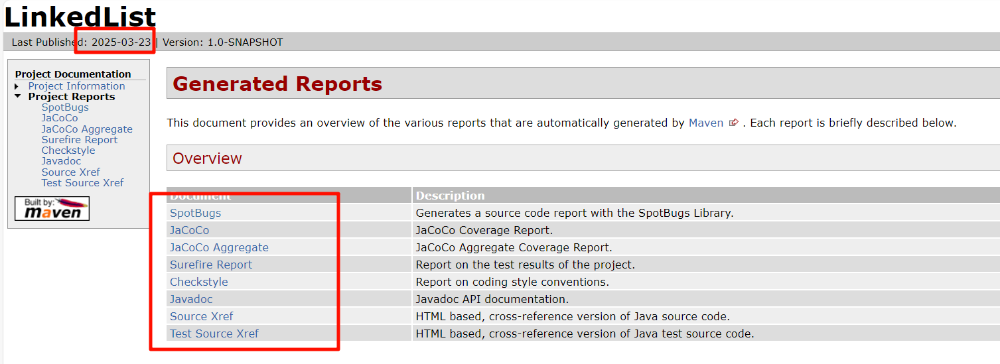 LinkedList
Last Published: 2025-03-23 | Version: 1.0-SNAPSHOT
Project Documentation
Project Information
Project Reports
SpotBugs
JaCoCo
JaCoCo Aggregate
Surefire Report
Checkstyle
Javadoc
Source Xref
Test Source Xref
Built by:
maven
Generated Reports
This document provides an overview of the various reports that are automatically generated by Maven . Each report is briefly described below.
Overview
Document Description
SpotBugs Generates a source code report with the SpotBugs Library.
JaCoCo JaCoCo Coverage Report.
JaCoCo Aggregate JaCoCo Aggregate Coverage Report.
Surefire Report Report on the test results of the project.
Checkstyle Report on coding style conventions.
Javadoc Javadoc API documentation.
Source Xref HTML based, cross-reference version of Java source code.
Test Source Xref HTML based, cross-reference version of Java test source code.